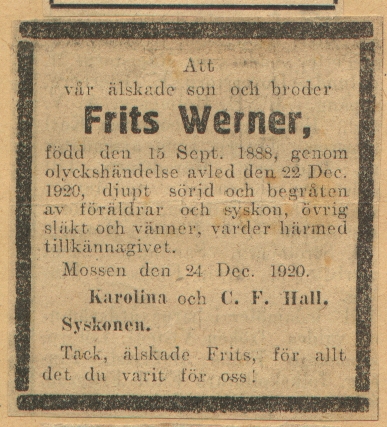 Att
vår älskade son och broder
Frits Werner,
född den 15 Sept. 1888, genom
olyckshändelse avled den 22 Dec.
1920, djupt sörjd och begråten
av föräldrar och syskon, övrig
släkt och vänner, varder härmed
tillkännagivet.
Mossen den 24 Dec. 1920.
Karolina och C. F. Hall.
Syskonen.
Tack, älskade Frits, för allt
det du varit för oss!